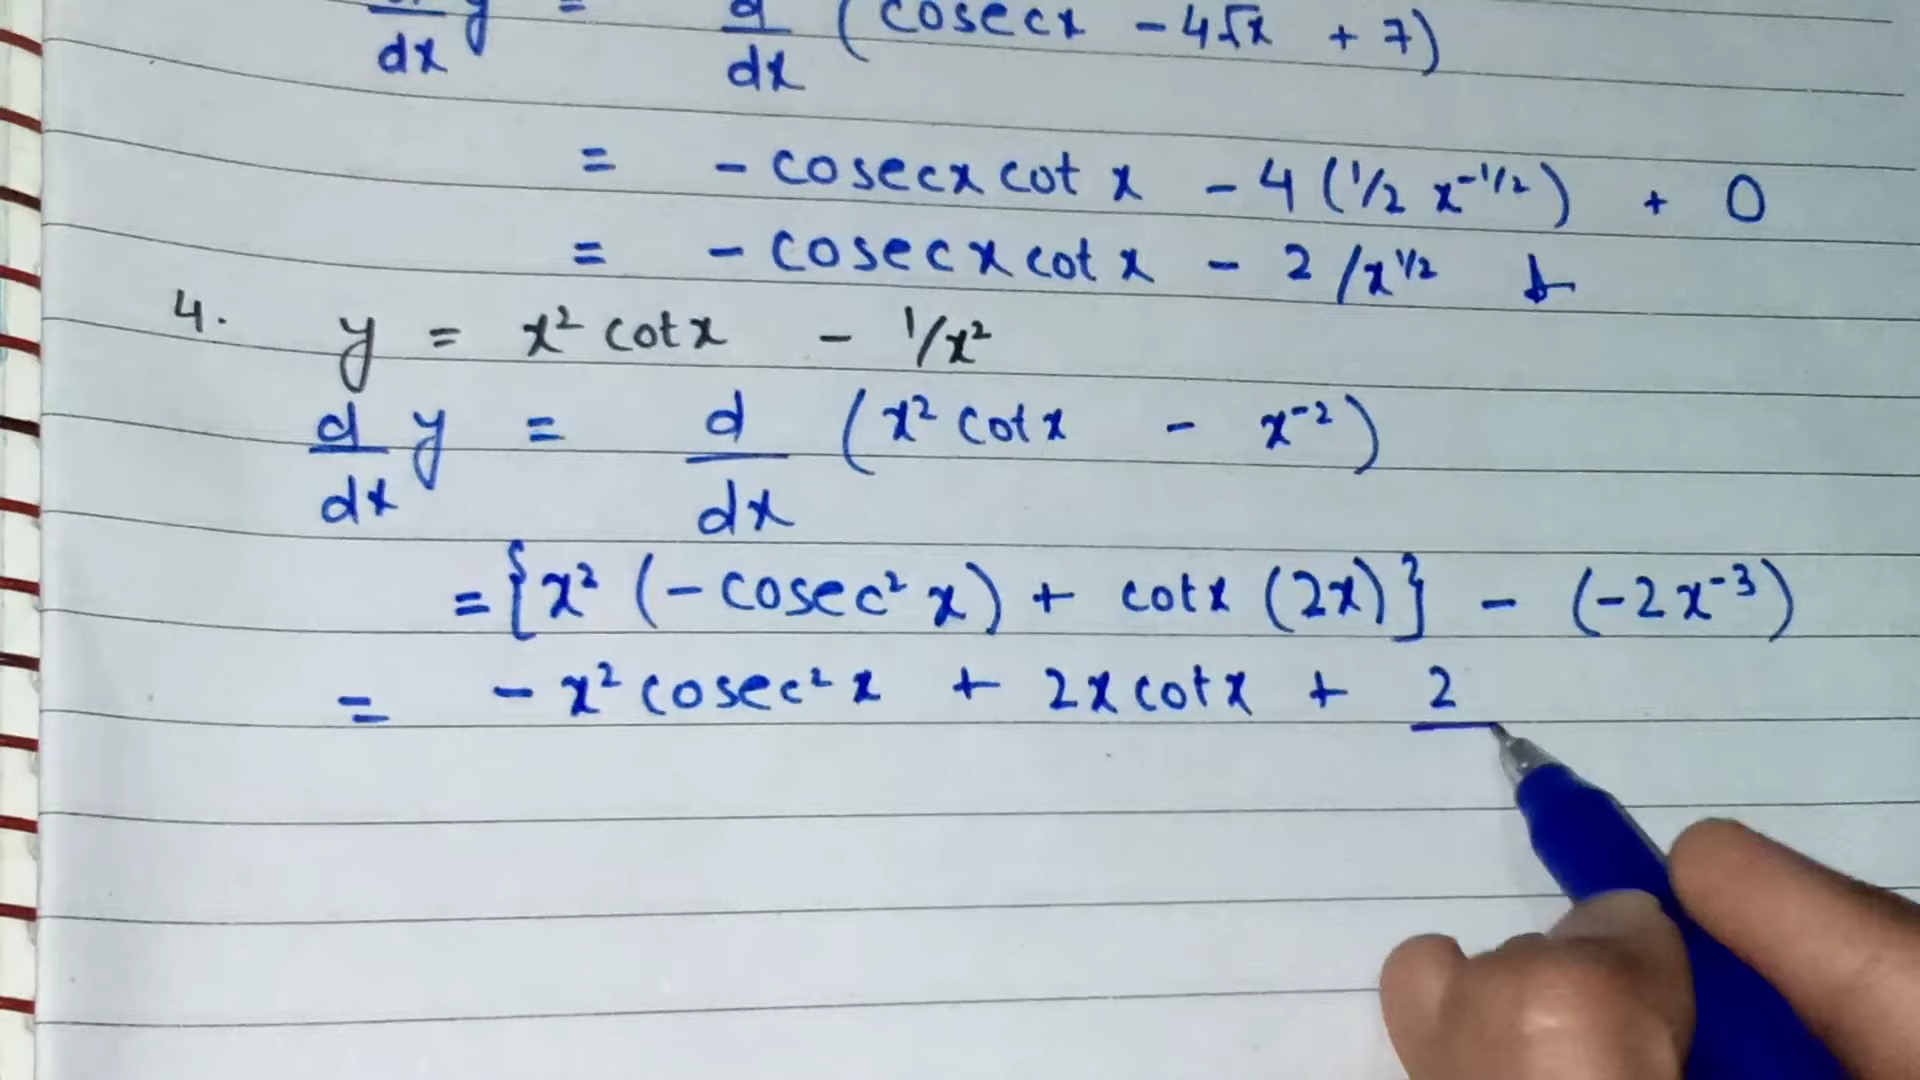 d/dx y = d/dx (cosecx - 4√x + 7)
= - cosecx cot x - 4 (1/2 x^-1/2) + 0
= - cosecx cot x - 2 /x^1/2
4. y = x² cotx - 1/x²
d/dx y = d/dx (x² cotx - x^-2)
= {x² (-cosec² x) + cotx (2x)} - (-2x^-3)
= - x² cosec² x + 2x cotx + 2